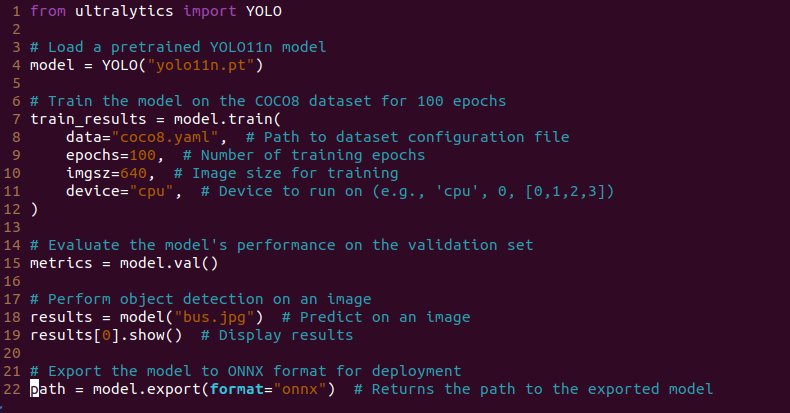 1 from ultralytics import YOLO
2
3 # Load a pretrained YOLO11n model
4 model = YOLO("yolo11n.pt")
5
6 # Train the model on the COCO8 dataset for 100 epochs
7 train_results = model.train(
8     data="coco8.yaml",  # Path to dataset configuration file
9     epochs=100,  # Number of training epochs
10     imgsz=640,  # Image size for training
11     device="cpu",  # Device to run on (e.g., 'cpu', 0, [0,1,2,3])
12 )
13
14 # Evaluate the model's performance on the validation set
15 metrics = model.val()
16
17 # Perform object detection on an image
18 results = model("bus.jpg")  # Predict on an image
19 results[0].show()  # Display results
20
21 # Export the model to ONNX format for deployment
22 path = model.export(format="onnx")  # Returns the path to the exported model